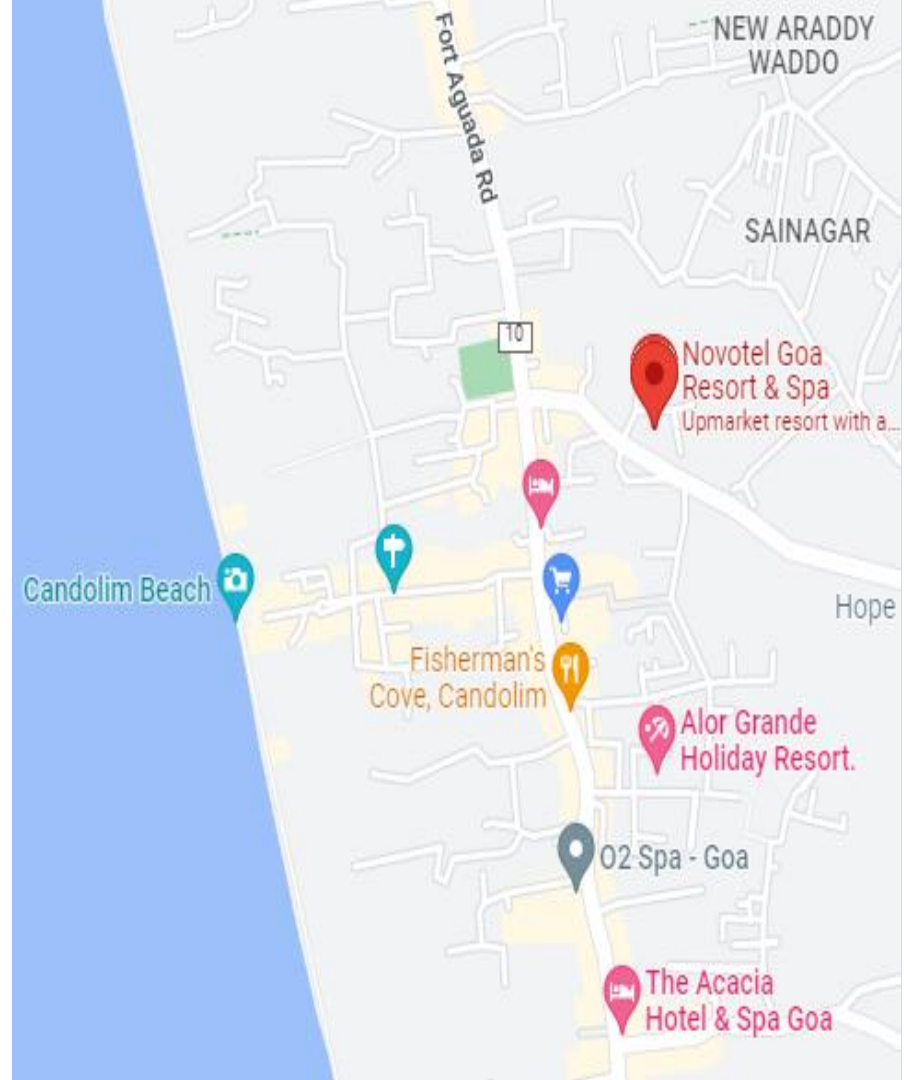 Fort Aguada Rd
NEW ARADDY
WADDO
SAINAGAR
10
Novotel Goa
Resort & Spa
Upmarket resort with a...
Candolim Beach
Hope
Fisherman's
Cove, Candolim
Alor Grande
Holiday Resort.
O2 Spa - Goa
The Acacia
Hotel & Spa Goa